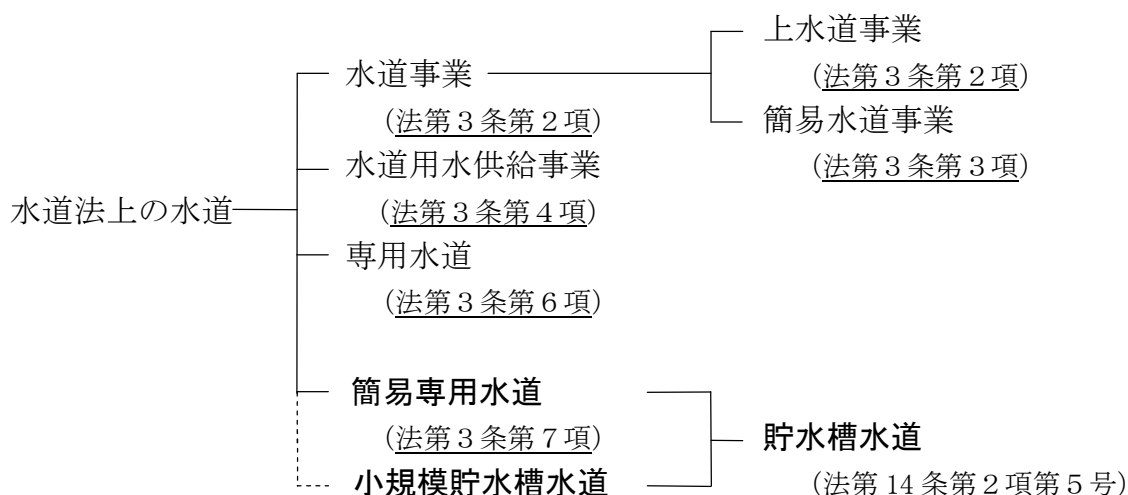 上水道事業
水道事業
(法第3条第2項)
(法第3条第2項)
簡易水道事業
水道用水供給事業
(法第3条第3項)
水道法上の水道
(法第3条第4項)
専用水道
(法第3条第6項)
簡易専用水道
(法第3条第7項)
貯水槽水道
小規模貯水槽水道
(法第14条第2項第5号)